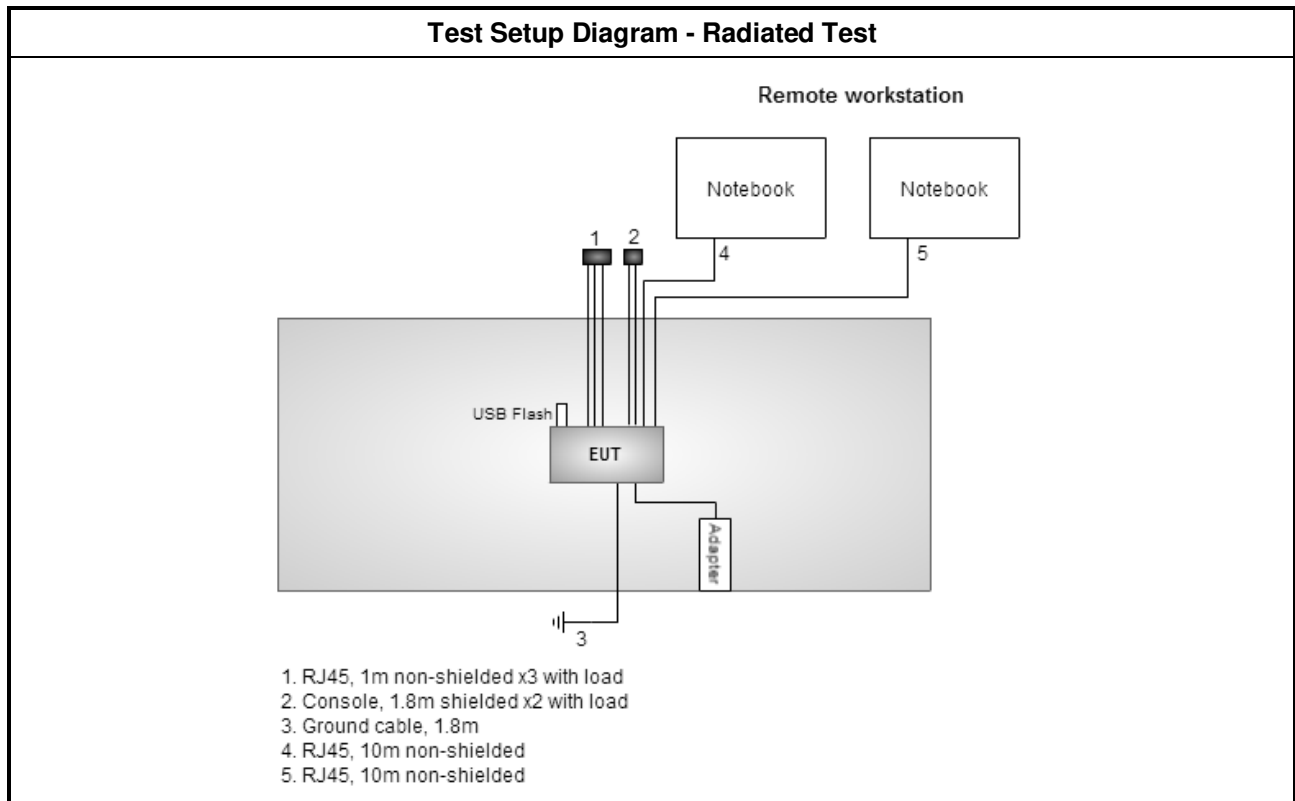 Test Setup Diagram - Radiated Test
Remote workstation
Notebook
Notebook
1
2
4
5
USB Flash
EUT
Adapter
3
1. RJ45, 1m non-shielded x3 with load
2. Console, 1.8m shielded x2 with load
3. Ground cable, 1.8m
4. RJ45, 10m non-shielded
5. RJ45, 10m non-shielded